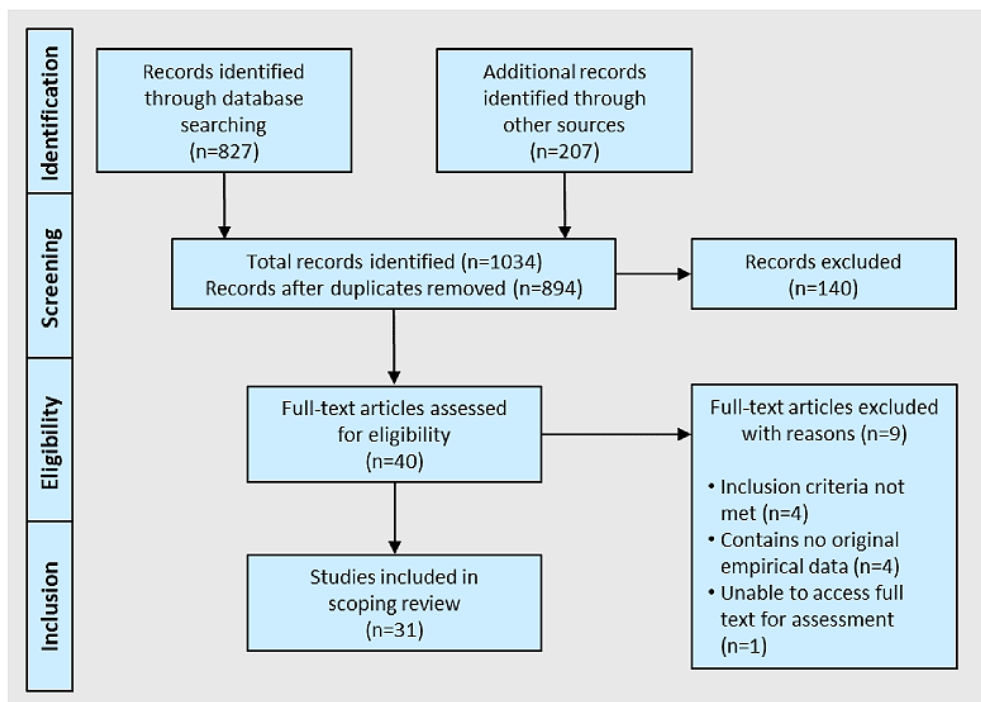 Identification
Records identified
through database
searching
(n=827)
Additional records
identified through
other sources
(n=207)
Screening
Total records identified (n=1034)
Records after duplicates removed (n=894)
Records excluded
(n=140)
Eligibility
Full-text articles assessed
for eligibility
(n=40)
Full-text articles excluded
with reasons (n=9)
• Inclusion criteria not
met (n=4)
• Contains no original
empirical data (n=4)
• Unable to access full
text for assessment
(n=1)
Inclusion
Studies included in
scoping review
(n=31)